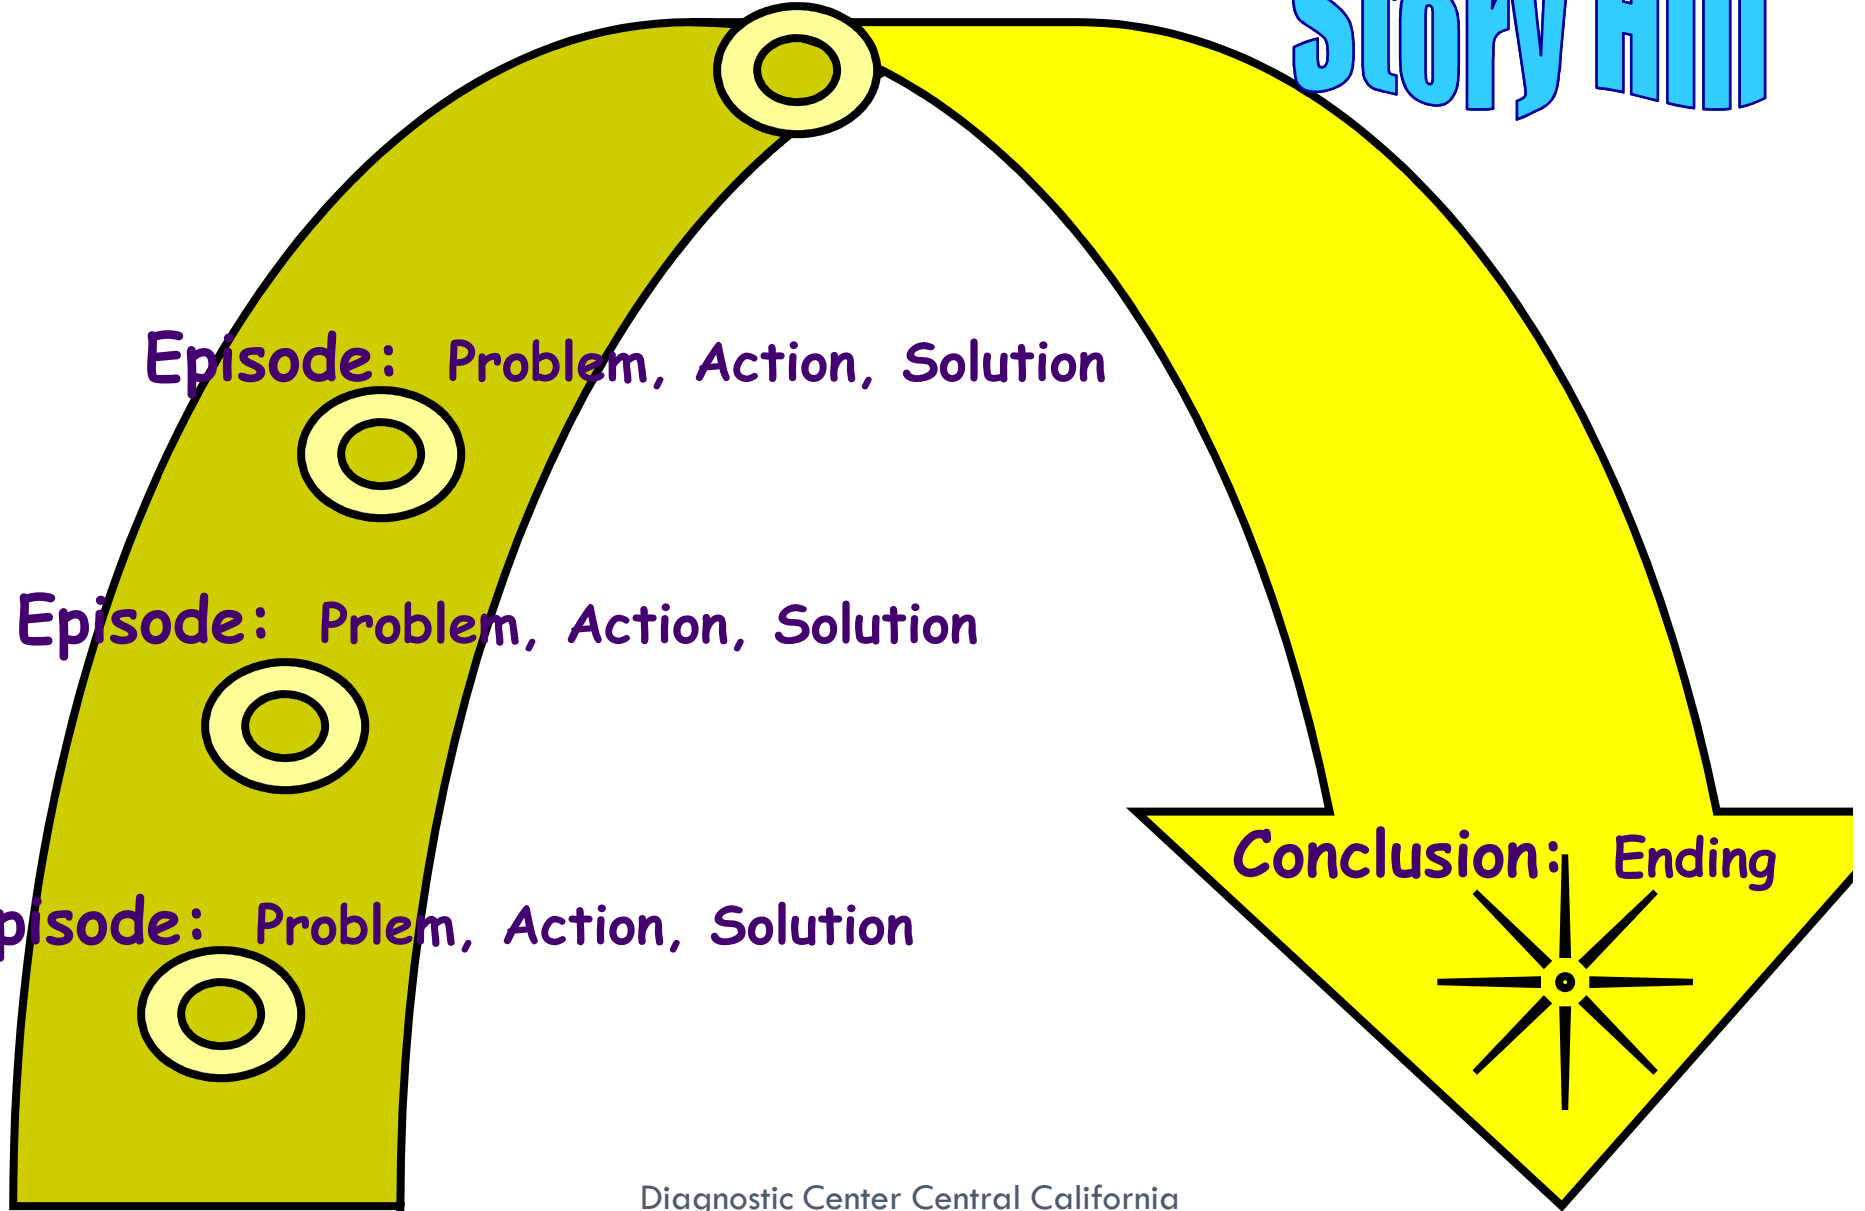 Story Hill
Episode: Problem, Action, Solution
Episode: Problem, Action, Solution
pisode: Problem, Action, Solution
Conclusion: Ending
Diagnostic Center Central California